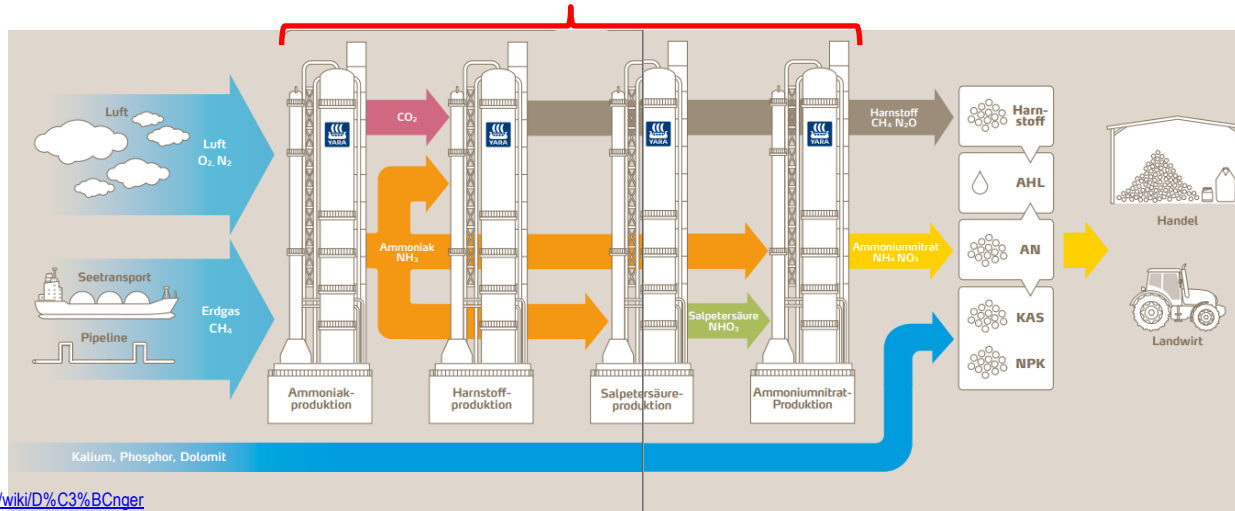 Luft
Luft
O₂, N₂
Seetransport
Erdgas
CH₄
Pipeline
CO₂
Ammoniak
NH₃
Salpetersäure
NHO₃
Harnstoff
CH₄ N₂O
Ammoniumnitrat
NH₄ NO₃
YARA
YARA
YARA
YARA
Ammoniak-
produktion
Harnstoff-
produktion
Salpetersäure-
produktion
Ammoniumnitrat-
Produktion
Harn-
stoff
AHL
AN
KAS
NPK
Handel
Landwirt
Kalium, Phosphor, Dolomit
/wiki/D%C3%BCnger